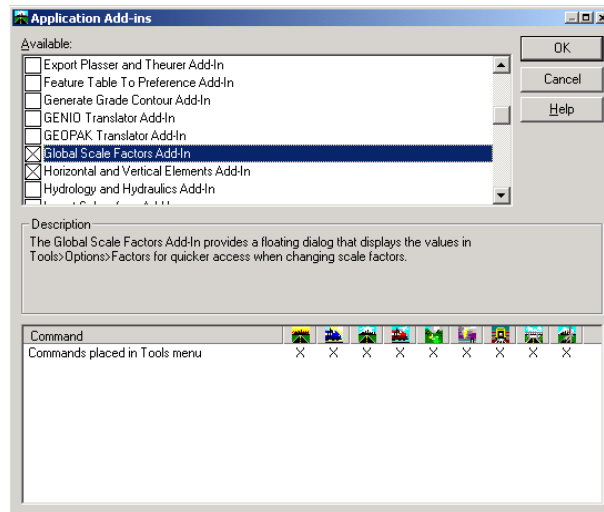 Application Add-ins
Available:
Export Plasser and Theurer Add-In
Feature Table To Preference Add-In
Generate Grade Contour Add-In
GENIO Translator Add-In
GEOPAK Translator Add-In
Global Scale Factors Add-In
Horizontal and Vertical Elements Add-In
Hydrology and Hydraulics Add-In
OK
Cancel
Help
Description
The Global Scale Factors Add-In provides a floating dialog that displays the values in
Tools>Options>Factors for quicker access when changing scale factors.
Command
Commands placed in Tools menu X X X X X X X X X